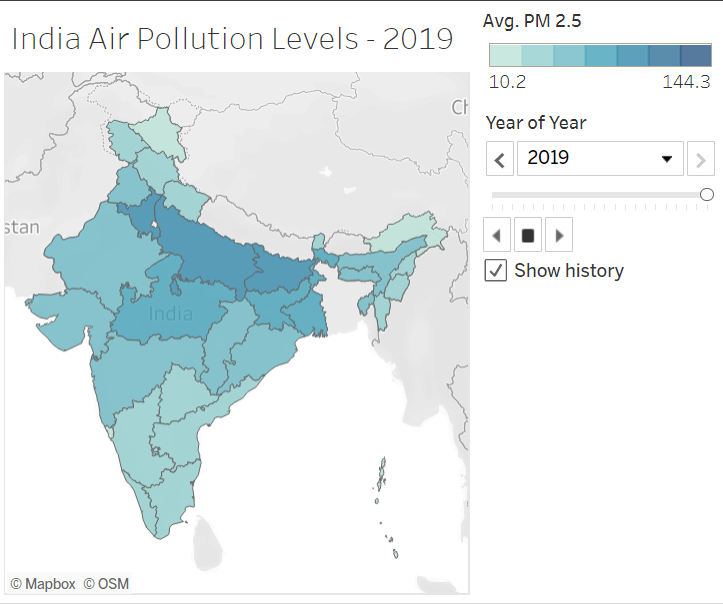 India Air Pollution Levels - 2019
Avg. PM 2.5
10.2 144.3
Year of Year
2019
Show history
Ch
stan
India
© Mapbox © OSM